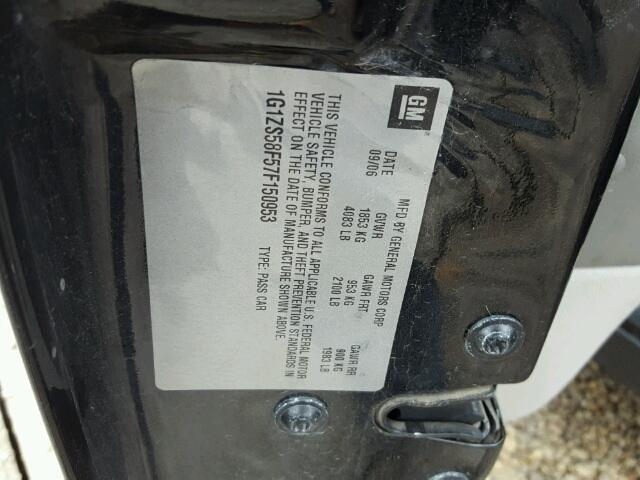 GM
MFD BY GENERAL MOTORS CORP
DATE GVWR GAWR FRT GAWR RR
09/06 1853 KG 953 KG 900 KG
4083 LB 2100 LB 1983 LB
THIS VEHICLE CONFORMS TO ALL APPLICABLE U.S. FEDERAL MOTOR
VEHICLE SAFETY, BUMPER, AND THEFT PREVENTION STANDARDS IN
EFFECT ON THE DATE OF MANUFACTURE SHOWN ABOVE.
1G1ZS58F57F150953 TYPE: PASS CAR